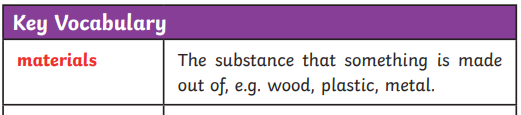 Key Vocabulary
materials
The substance that something is made
out of, e.g. wood, plastic, metal.